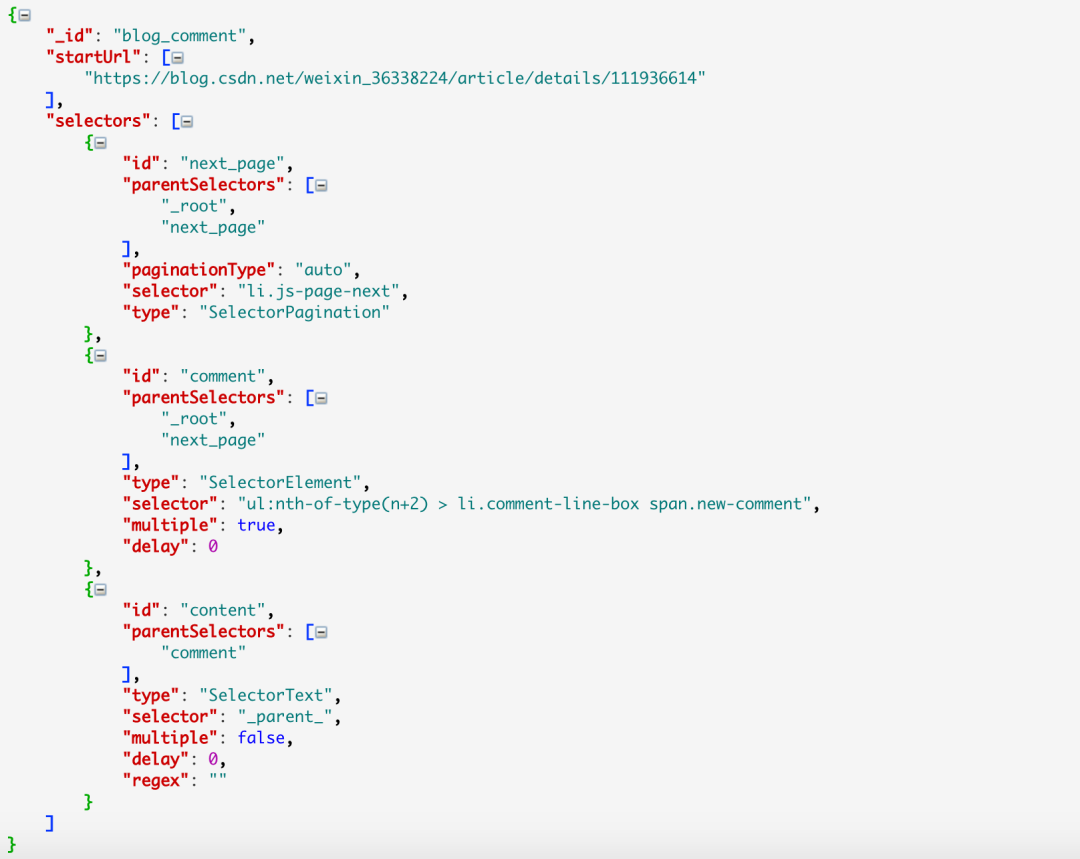 {
"_id": "blog_comment",
"startUrl": [
"https://blog.csdn.net/weixin_36338224/article/details/111936614"
],
"selectors": [
{
"id": "next_page",
"parentSelectors": [
"_root",
"next_page"
],
"paginationType": "auto",
"selector": "li.js-page-next",
"type": "SelectorPagination"
},
{
"id": "comment",
"parentSelectors": [
"_root",
"next_page"
],
"type": "SelectorElement",
"selector": "ul:nth-of-type(n+2) > li.comment-line-box span.new-comment",
"multiple": true,
"delay": 0
},
{
"id": "content",
"parentSelectors": [
"comment"
],
"type": "SelectorText",
"selector": "_parent_",
"multiple": false,
"delay": 0,
"regex": ""
}
]
}